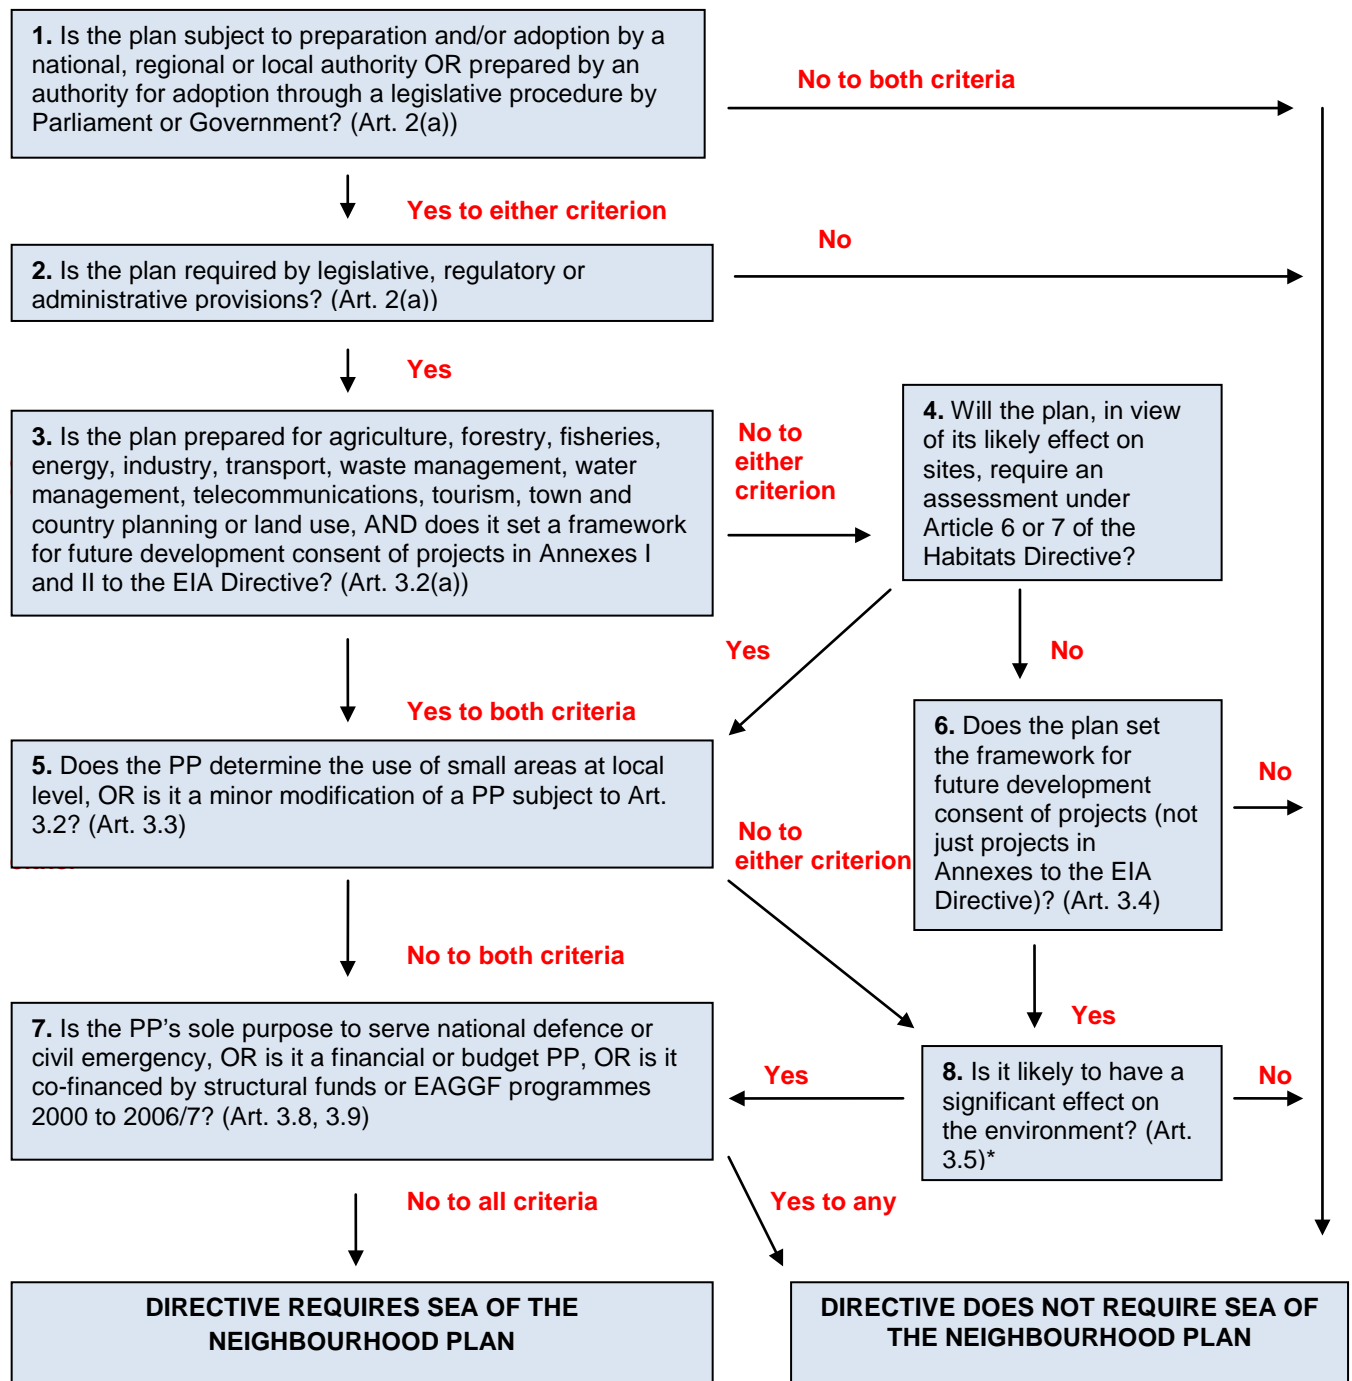 1. Is the plan subject to preparation and/or adoption by a
national, regional or local authority OR prepared by an
authority for adoption through a legislative procedure by
Parliament or Government? (Art. 2(a))
No to both criteria
Yes to either criterion
No
2. Is the plan required by legislative, regulatory or
administrative provisions? (Art. 2(a))
Yes
3. Is the plan prepared for agriculture, forestry, fisheries,
energy, industry, transport, waste management, water
management, telecommunications, tourism, town and
country planning or land use, AND does it set a framework
for future development consent of projects in Annexes I
and II to the EIA Directive? (Art. 3.2(a))
No to
either
criterion
4. Will the plan, in view
of its likely effect on
sites, require an
assessment under
Article 6 or 7 of the
Habitats Directive?
Yes
No
Yes to both criteria
5. Does the PP determine the use of small areas at local
level, OR is it a minor modification of a PP subject to Art.
3.2? (Art. 3.3)
No to
either criterion
6. Does the plan set
the framework for
future development
consent of projects (not
just projects in
Annexes to the EIA
Directive)? (Art. 3.4)
No
No to both criteria
Yes
7. Is the PP's sole purpose to serve national defence or
civil emergency, OR is it a financial or budget PP, OR is it
co-financed by structural funds or EAGGF programmes
2000 to 2006/7? (Art. 3.8, 3.9)
Yes
8. Is it likely to have a
significant effect on
the environment? (Art.
3.5)*
No
No to all criteria
Yes to any
DIRECTIVE REQUIRES SEA OF THE
NEIGHBOURHOOD PLAN
DIRECTIVE DOES NOT REQUIRE SEA OF
THE NEIGHBOURHOOD PLAN